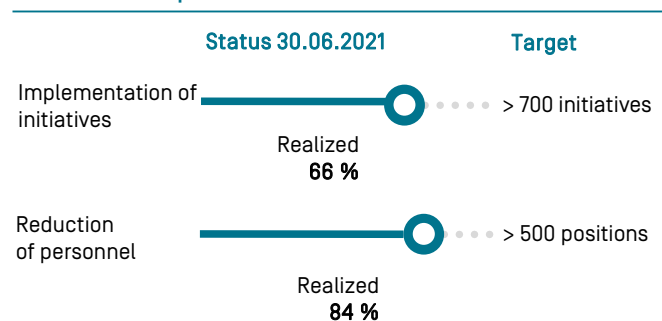 Status 30.06.2021 Target
Implementation of
initiatives
> 700 initiatives
Realized
66 %
Reduction
of personnel
> 500 positions
Realized
84 %